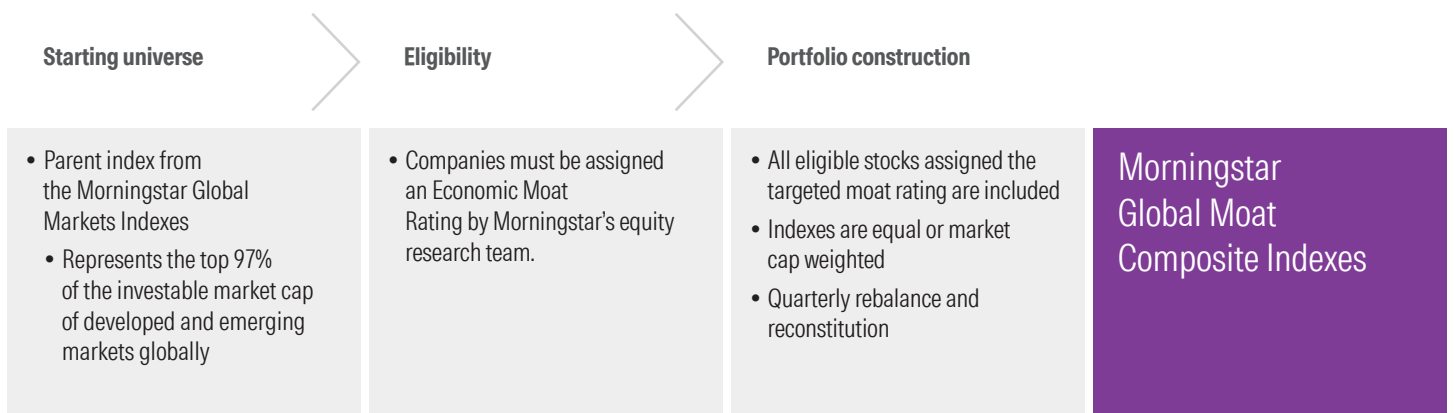 Starting universe
Eligibility
Portfolio construction
• Parent index from
the Morningstar Global
Markets Indexes
• Represents the top 97%
of the investable market cap
of developed and emerging
markets globally
• Companies must be assigned
an Economic Moat
Rating by Morningstar’s equity
research team.
• All eligible stocks assigned the
targeted moat rating are included
• Indexes are equal or market
cap weighted
• Quarterly rebalance and
reconstitution
Morningstar
Global Moat
Composite Indexes